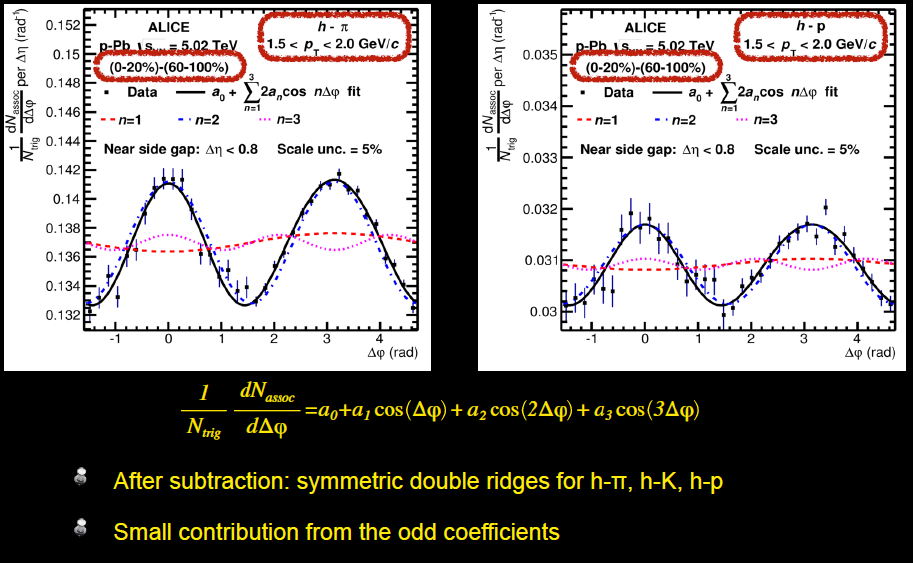 ALICE
p-Pb √s = 5.02 TeV
(0-20%)-(60-100%)
h - π
1.5 < pT < 2.0 GeV/c
Data
a0 + ∑ 3 n=1 2an cos nΔφ fit
n=1 n=2 n=3
Near side gap: Δη < 0.8 Scale unc. = 5%
1/Ntrig dNassoc/dΔφ per Δη (rad-1)
0.152
0.15
0.148
0.146
0.144
0.142
0.14
0.138
0.136
0.134
0.132
-1 0 1 2 3 4
Δφ (rad)
ALICE
p-Pb √s = 5.02 TeV
(0-20%)-(60-100%)
h - p
1.5 < pT < 2.0 GeV/c
Data
a0 + ∑ 3 n=1 2an cos nΔφ fit
n=1 n=2 n=3
Near side gap: Δη < 0.8 Scale unc. = 5%
1/Ntrig dNassoc/dΔφ per Δη (rad-1)
0.035
0.034
0.033
0.032
0.031
0.03
-1 0 1 2 3 4
Δφ (rad)
1/Ntrig dNassoc/dΔφ =a0+a1 cos(Δφ) + a2 cos(2Δφ) + a3 cos(3Δφ)
After subtraction: symmetric double ridges for h-π, h-K, h-p
Small contribution from the odd coefficients